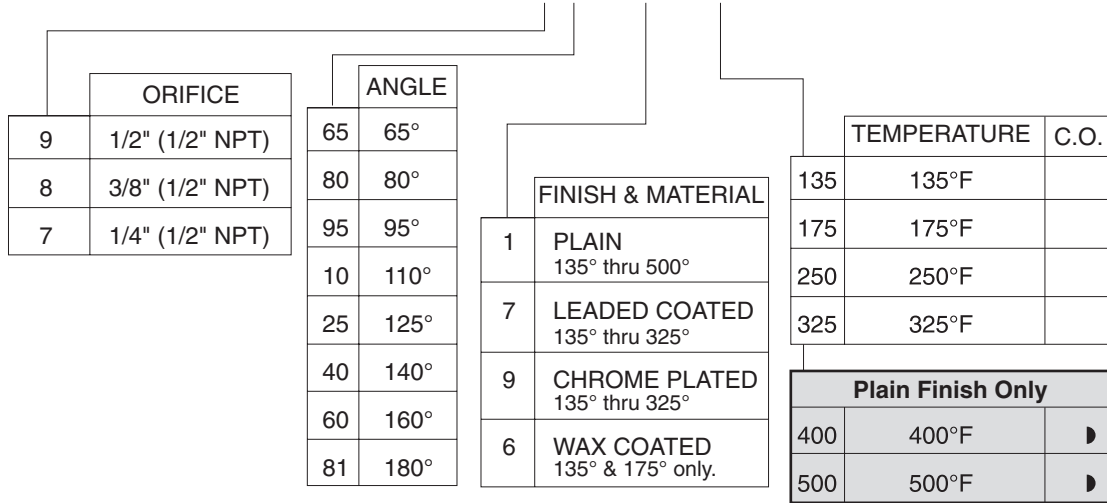 ORIFICE
9 1/2" (1/2" NPT)
8 3/8" (1/2" NPT)
7 1/4" (1/2" NPT)
ANGLE
65 65°
80 80°
95 95°
10 110°
25 125°
40 140°
60 160°
81 180°
FINISH & MATERIAL
1 PLAIN
135° thru 500°
7 LEADED COATED
135° thru 325°
9 CHROME PLATED
135° thru 325°
6 WAX COATED
135° & 175° only.
TEMPERATURE C.O.
135 135°F
175 175°F
250 250°F
325 325°F
Plain Finish Only
400 400°F ◗
500 500°F ◗